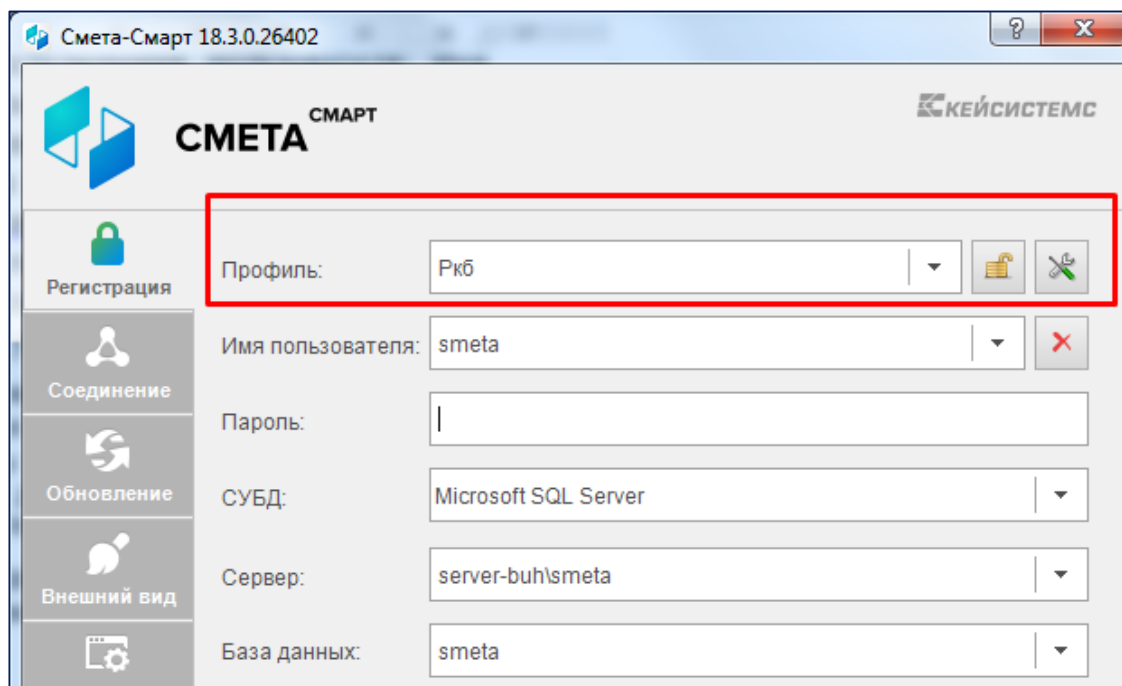 Смета-Смарт 18.3.0.26402
СМЕТА СМАРТ
КЕЙСИСТЕМС
Регистрация
Профиль: Ркб
Имя пользователя: smeta
Соединение
Пароль:
Обновление
СУБД: Microsoft SQL Server
Сервер: server-buh\smeta
Внешний вид
База данных: smeta